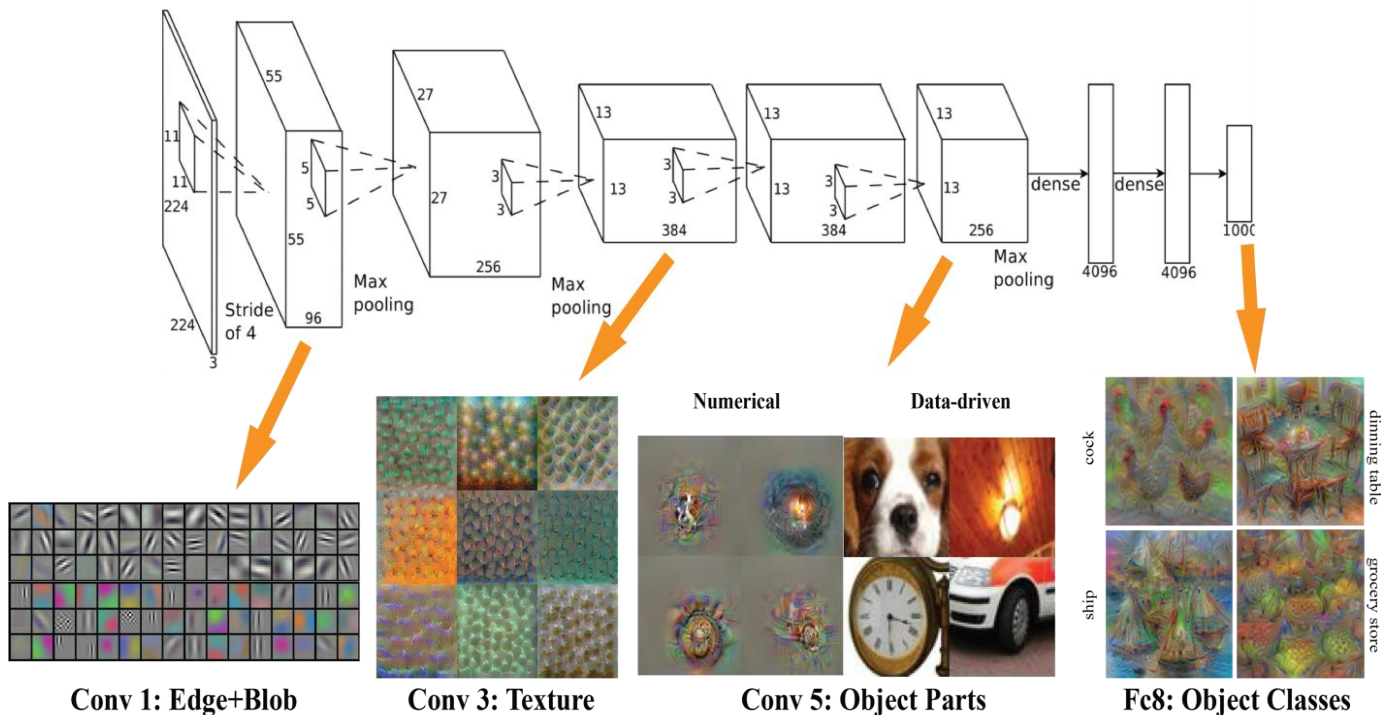 55
27
13
13
13
11
5
3
3
3
11
5
27
3
13
3
13
3
13
dense
dense
224
55
384
384
256
1000
256
Max
pooling
4096
4096
Max
pooling
Max
pooling
224
Stride
of 4
96
3
Numerical
Data-driven
cock
dinning table
ship
grocery store
Conv 1: Edge+Blob
Conv 3: Texture
Conv 5: Object Parts
Fc8: Object Classes